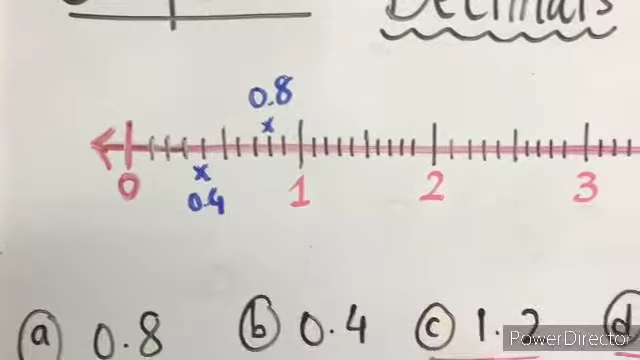 Decimals
0.8
0 1 2 3
0.4
a 0.8 b 0.4 c 1.2 d
PowerDirector